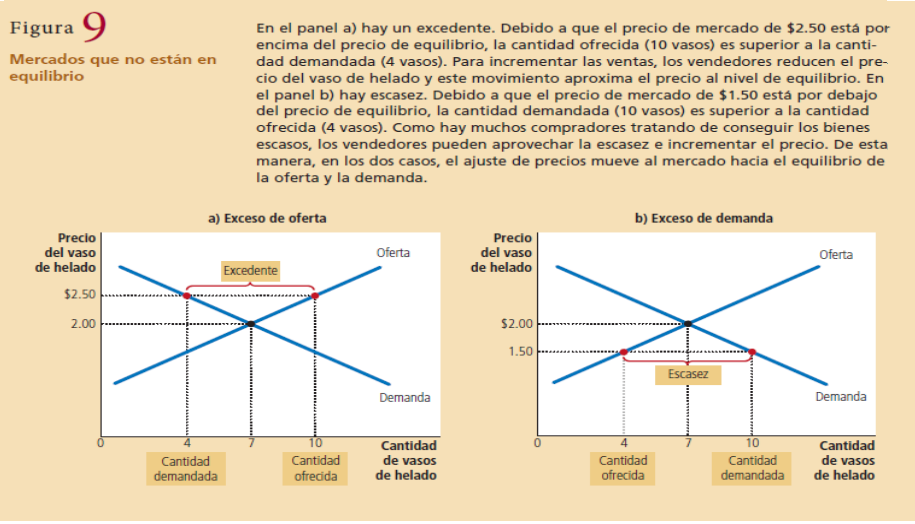 Figura 9
Mercados que no están en
equilibrio
En el panel a) hay un excedente. Debido a que el precio de mercado de $2.50 está por
encima del precio de equilibrio, la cantidad ofrecida (10 vasos) es superior a la canti-
dad demandada (4 vasos). Para incrementar las ventas, los vendedores reducen el pre-
cio del vaso de helado y este movimiento aproxima el precio al nivel de equilibrio. En
el panel b) hay escasez. Debido a que el precio de mercado de $1.50 está por debajo
del precio de equilibrio, la cantidad demandada (10 vasos) es superior a la cantidad
ofrecida (4 vasos). Como hay muchos compradores tratando de conseguir los bienes
escasos, los vendedores pueden aprovechar la escasez e incrementar el precio. De esta
manera, en los dos casos, el ajuste de precios mueve al mercado hacia el equilibrio de
la oferta y la demanda.
a) Exceso de oferta
Precio
del vaso
de helado
Oferta
Excedente
$2.50
2.00
Demanda
0 4 7 10
Cantidad
de vasos
de helado
Cantidad
demandada
Cantidad
ofrecida
b) Exceso de demanda
Precio
del vaso
de helado
Oferta
$2.00
1.50
Escasez
Demanda
0 4 7 10
Cantidad
de vasos
de helado
Cantidad
ofrecida
Cantidad
demandada